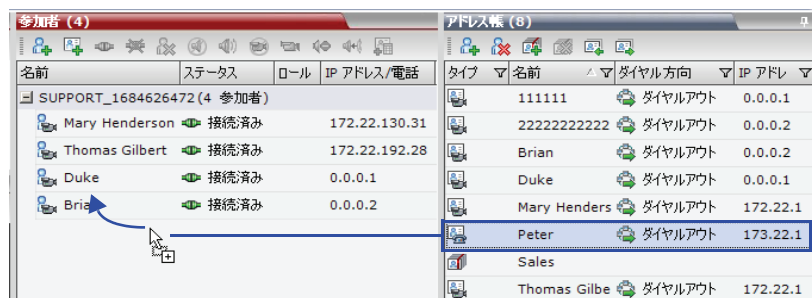 参加者 (4)
名前 ステータス ロール IP アドレス/電話
SUPPORT_1684626472(4 参加者)
Mary Henderson 接続済み 172.22.130.31
Thomas Gilbert 接続済み 172.22.192.28
Duke 接続済み 0.0.0.1
Bria 接続済み 0.0.0.2
アドレス帳 (8)
タイプ 名前 ダイヤル方向 IP アドレ
111111 ダイヤルアウト 0.0.0.1
22222222222 ダイヤルアウト 0.0.0.2
Brian ダイヤルアウト 0.0.0.2
Duke ダイヤルアウト 0.0.0.1
Mary Henders ダイヤルアウト 172.22.1
Peter ダイヤルアウト 173.22.1
Sales
Thomas Gilbe ダイヤルアウト 172.22.1